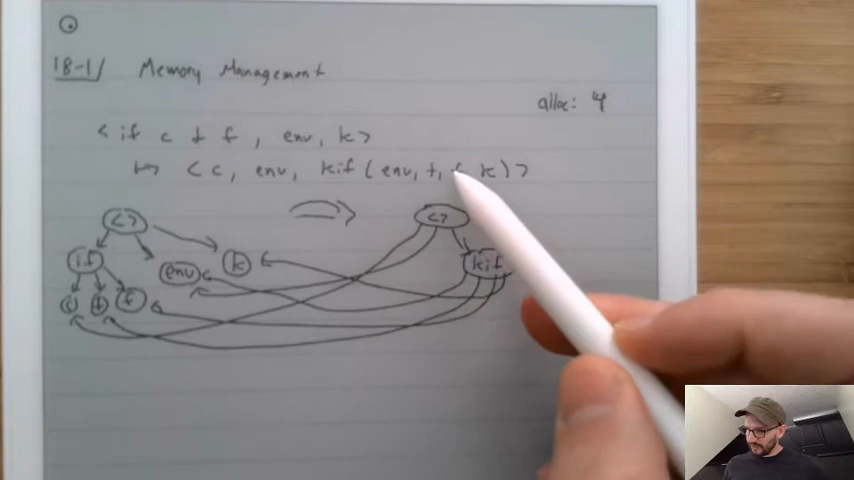 18-1/ Memory Management
alloc: 4
<if c t f, env, k>
↦ <c, env, kif(env, t, f, k)>
<> <>
if env k kif
c t f